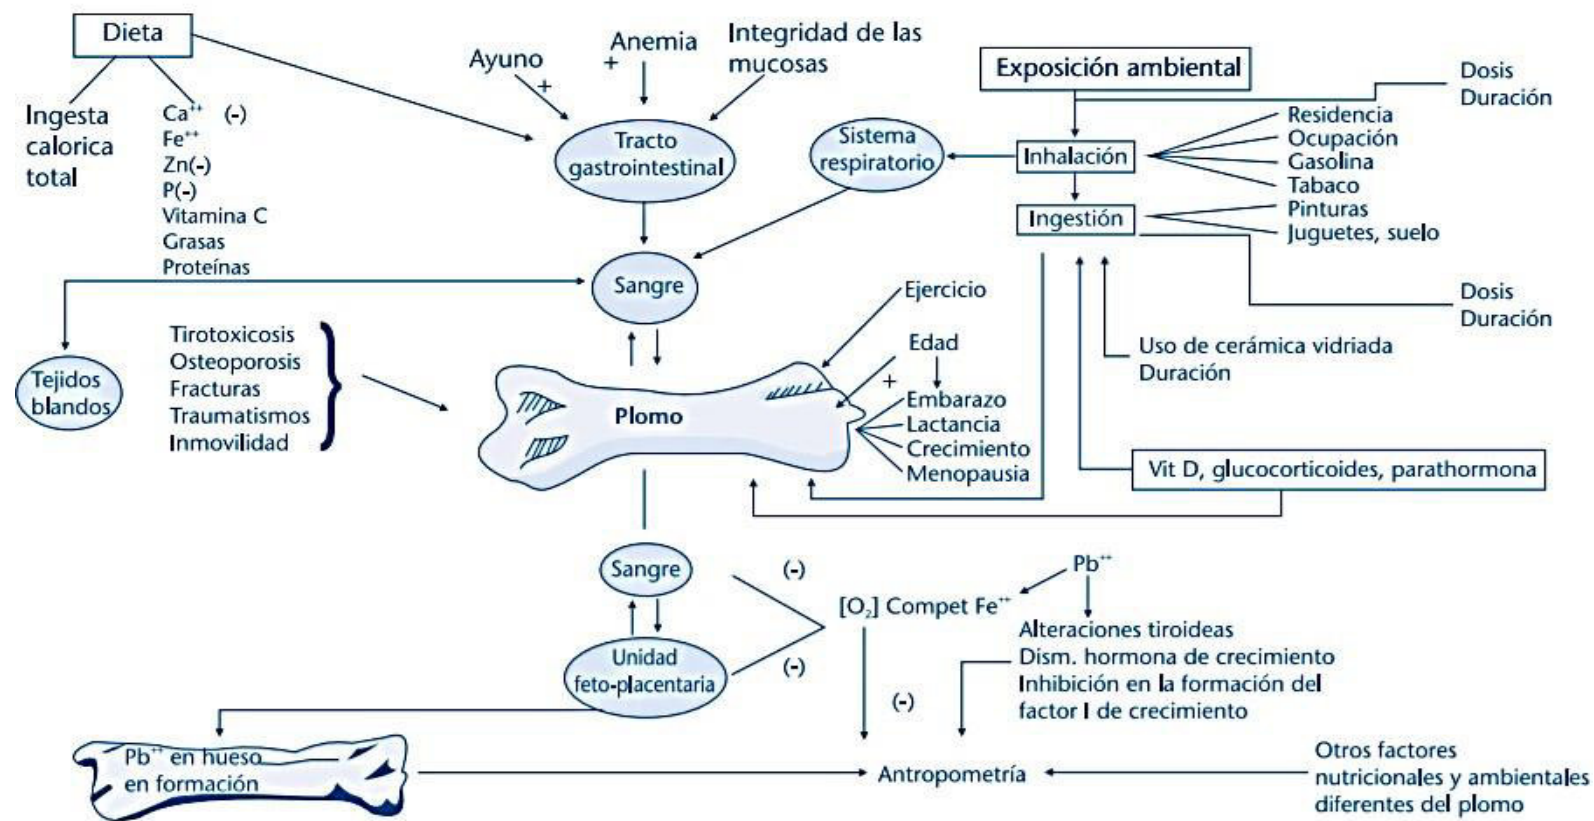 Dieta
Ingesta
calorica
total
Ca⁺⁺ (-)
Fe⁺⁺
Zn(-)
P(-)
Vitamina C
Grasas
Proteínas
Ayuno
+
Anemia
+
Integridad de las
mucosas
Tracto
gastrointestinal
Sistema
respiratorio
Exposición ambiental
Dosis
Duración
Inhalación
Residencia
Ocupación
Gasolina
Tabaco
Ingestión
Pinturas
Juguetes, suelo
Dosis
Duración
Sangre
Tejidos
blandos
Tirotoxicosis
Osteoporosis
Fracturas
Traumatismos
Inmovilidad
Plomo
Ejercicio
Edad
+
Embarazo
Lactancia
Crecimiento
Menopausia
Uso de cerámica vidriada
Duración
Vit D, glucocorticoides, parathormona
Sangre
(-)
Unidad
feto-placentaria
(-)
[O₂] Compet Fe⁺⁺
Pb⁺⁺
Alteraciones tiroideas
Dism. hormona de crecimiento
Inhibición en la formación del
factor I de crecimiento
(-)
Pb⁺⁺ en hueso
en formación
Antropometría
Otros factores
nutricionales y ambientales
diferentes del plomo